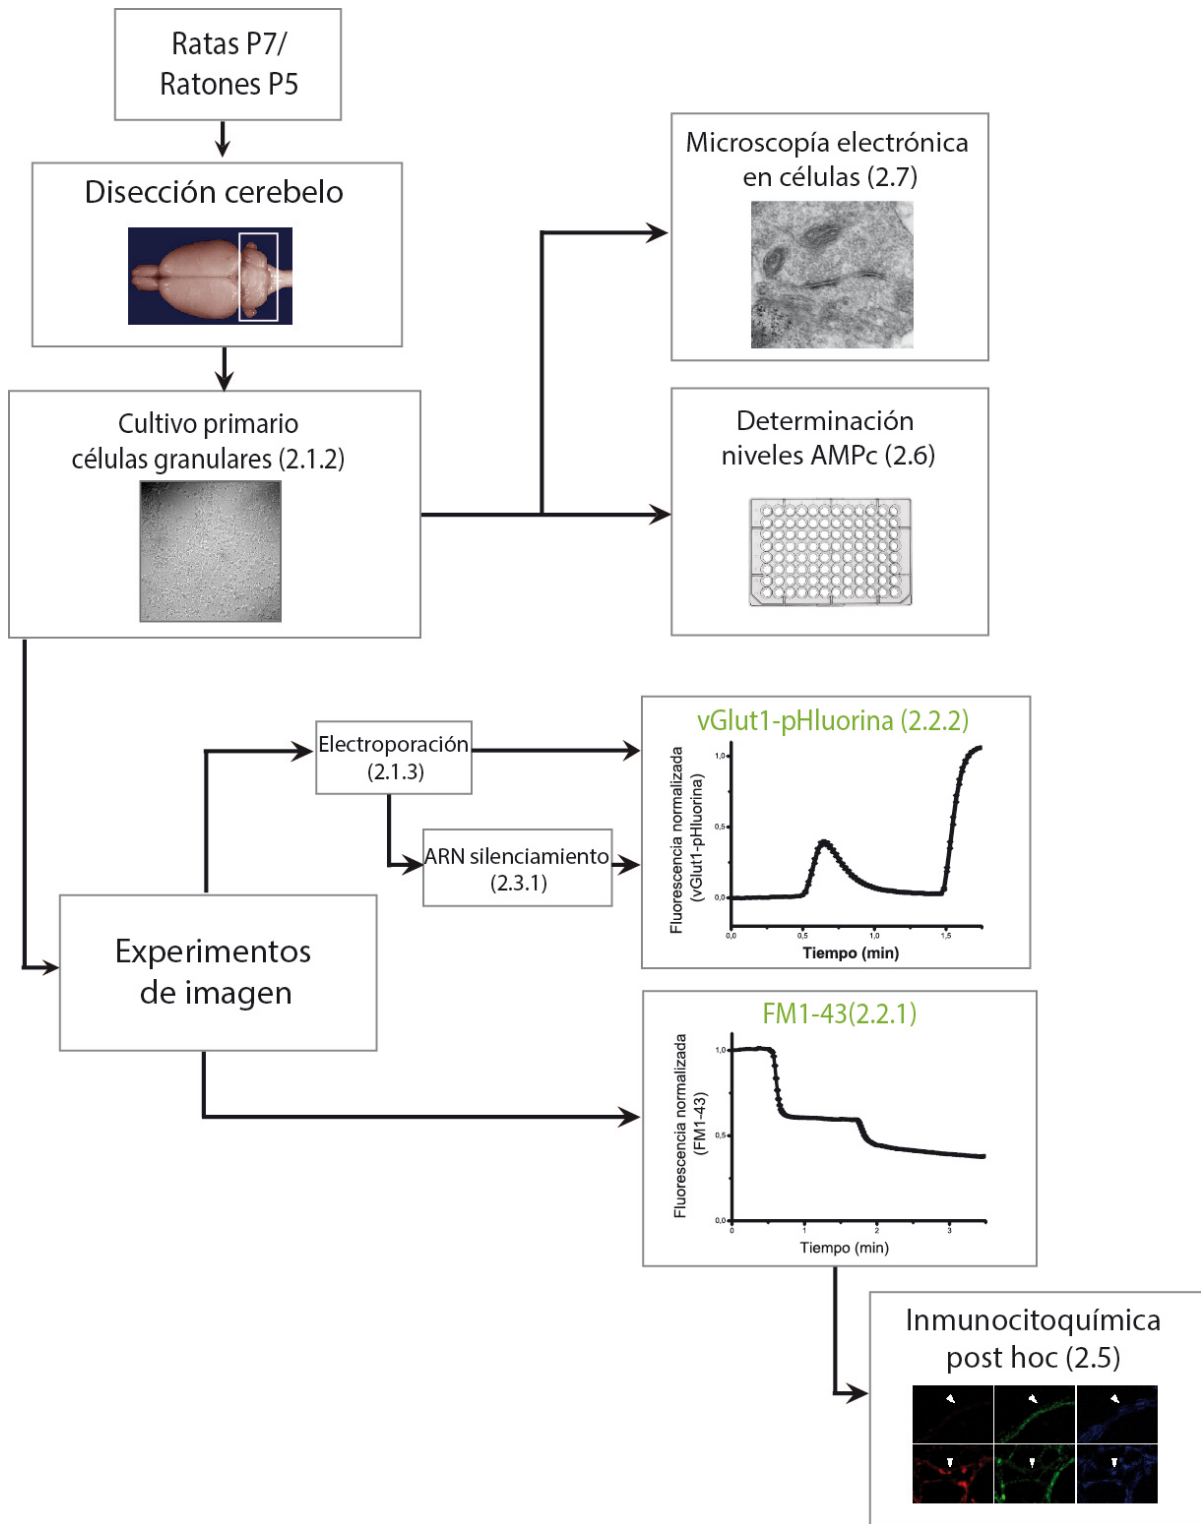 Ratas P7/
Ratones P5
Disección cerebelo
Microscopía electrónica
en células (2.7)
Cultivo primario
células granulares (2.1.2)
Determinación
niveles AMPc (2.6)
Electroporación
(2.1.3)
ARN silenciamiento
(2.3.1)
vGlut1-pHluorina (2.2.2)
Fluorescencia normalizada
(vGlut1-pHluorina)
1,0
0,5
0,0
0,0 0,5 1,0 1,5
Tiempo (min)
Experimentos
de imagen
FM1-43(2.2.1)
Fluorescencia normalizada
(FM1-43)
1,0
0,5
0,0
0 1 2 3
Tiempo (min)
Inmunocitoquímica
post hoc (2.5)